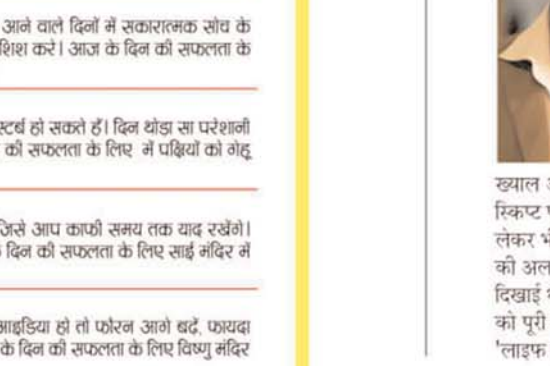 आने वाले दिनों में सकारात्मक सोच के
शिश करे। आज के दिन की सफलता के
स्टर्ब हो सकते हैं। दिन थोडा सा परेशानी
की सफलता के लिए में पक्षियों को गेहू
जिसे आप काफी समय तक याद रखेंगे।
दिन की सफलता के लिए साई मंदिर में
आइडिया हो तो फोरन आगे बढ़ें, फायदा
के दिन की सफलता के लिए विष्णु मंदिर
ख्याल
स्क्रिप्ट
लेकर
की अल
दिखाई
को पूरी
'लाइफ